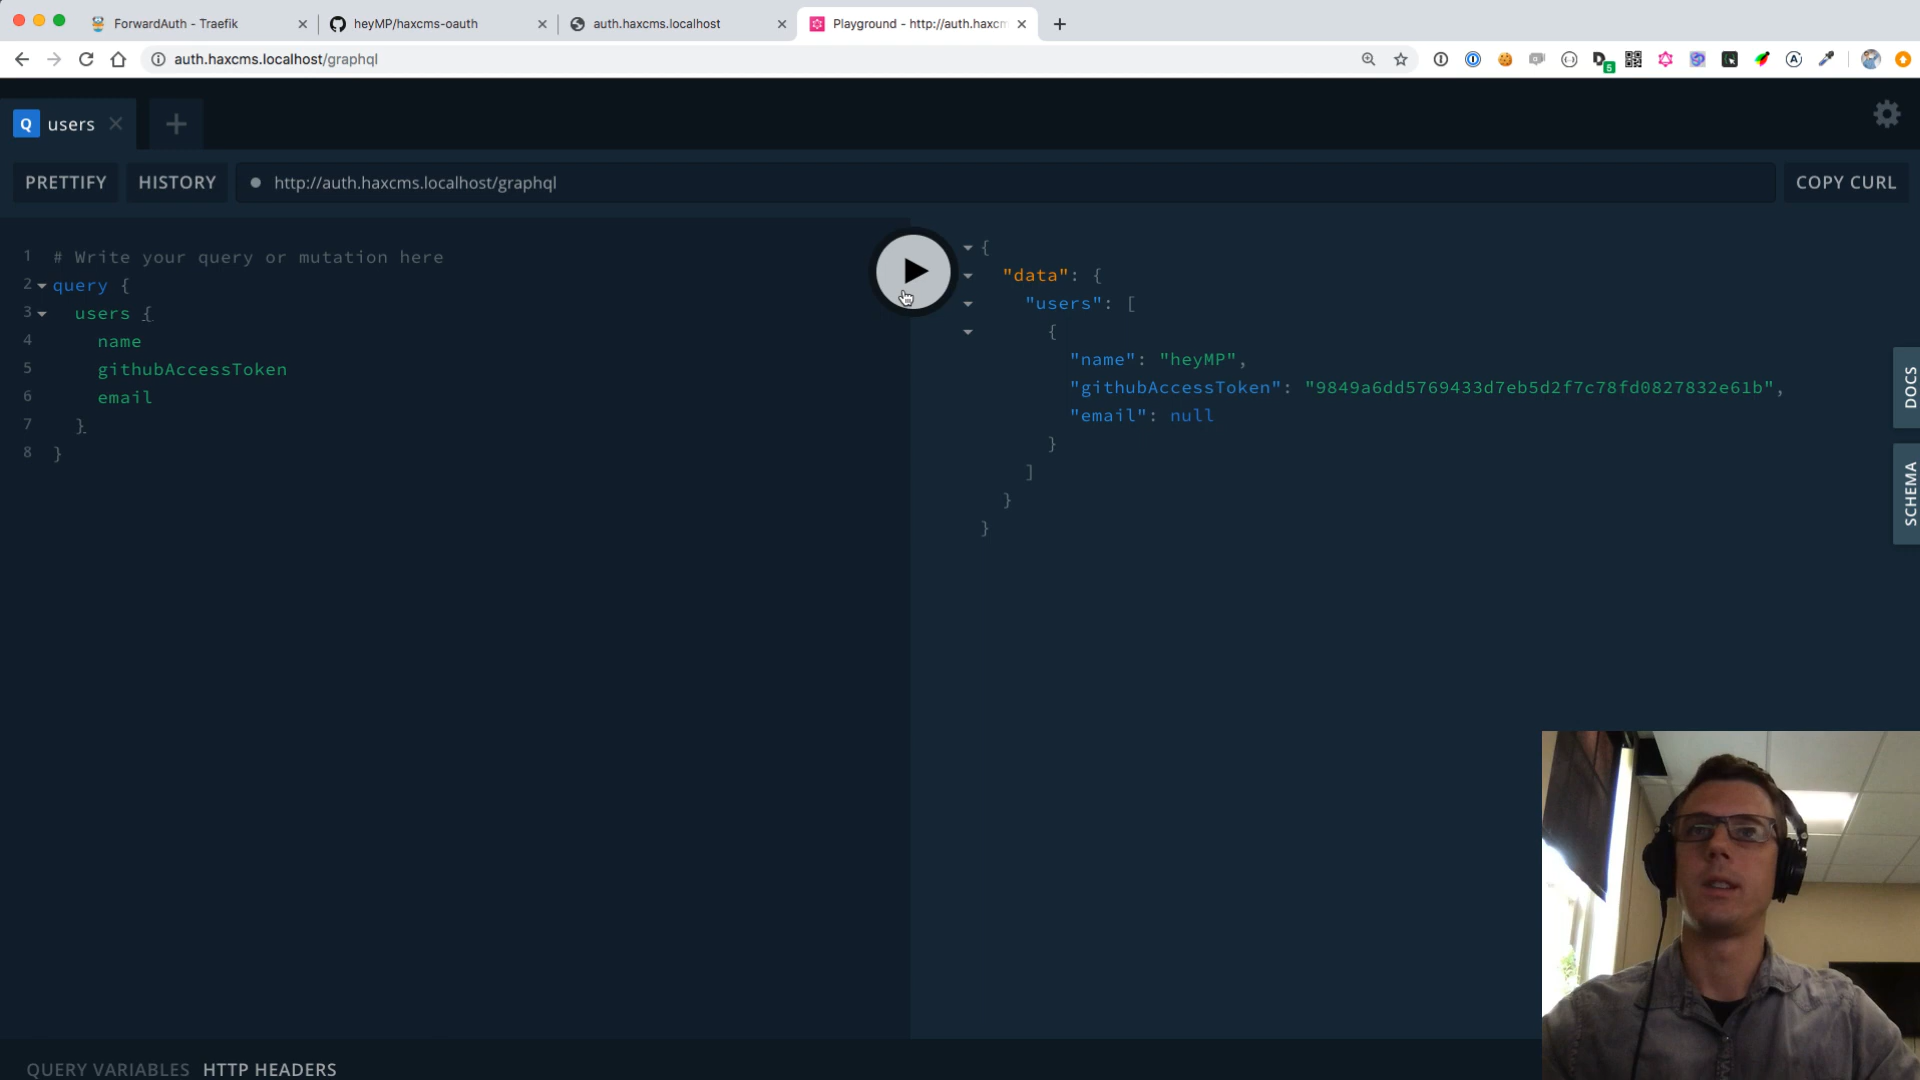 ForwardAuth - Traefik
heyMP/haxcms-oauth
auth.haxcms.localhost
Playground - http://auth.haxcm
auth.haxcms.localhost/graphql
5
Q users
PRETTIFY
HISTORY
http://auth.haxcms.localhost/graphql
COPY CURL
1 # Write your query or mutation here
2 query {
3 users {
4 name
5 githubAccessToken
6 email
7 }
8 }
{
"data": {
"users": [
{
"name": "heyMP",
"githubAccessToken": "9849a6dd5769433d7eb5d2f7c78fd0827832e61b",
"email": null
}
]
}
}
DOCS
SCHEMA
QUERY VARIABLES HTTP HEADERS